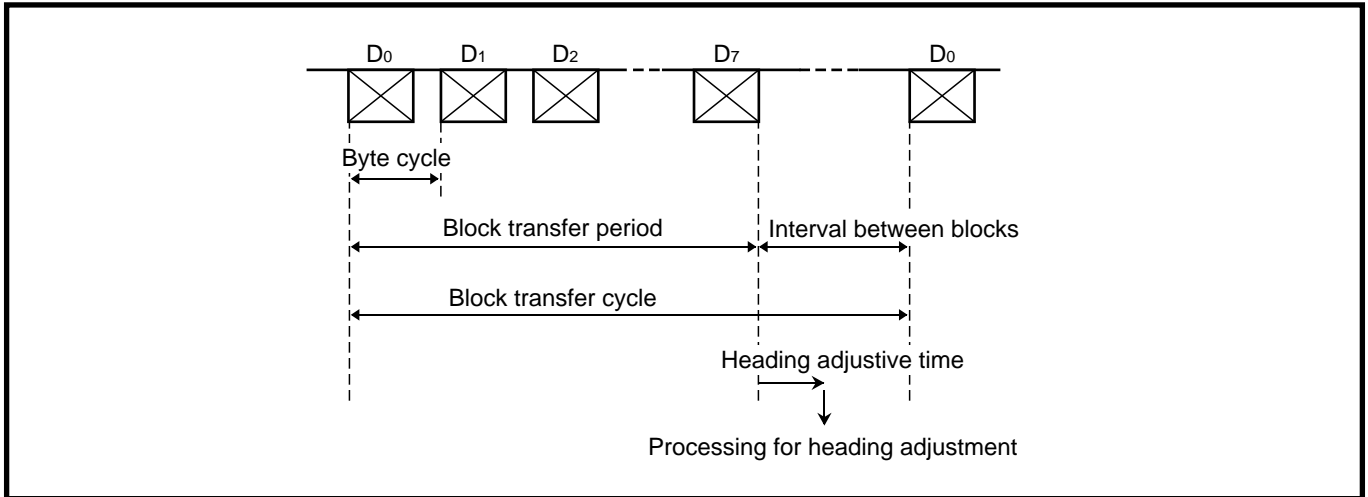 D0 D1 D2 D7 D0
Byte cycle
Block transfer period Interval between blocks
Block transfer cycle
Heading adjustive time
Processing for heading adjustment